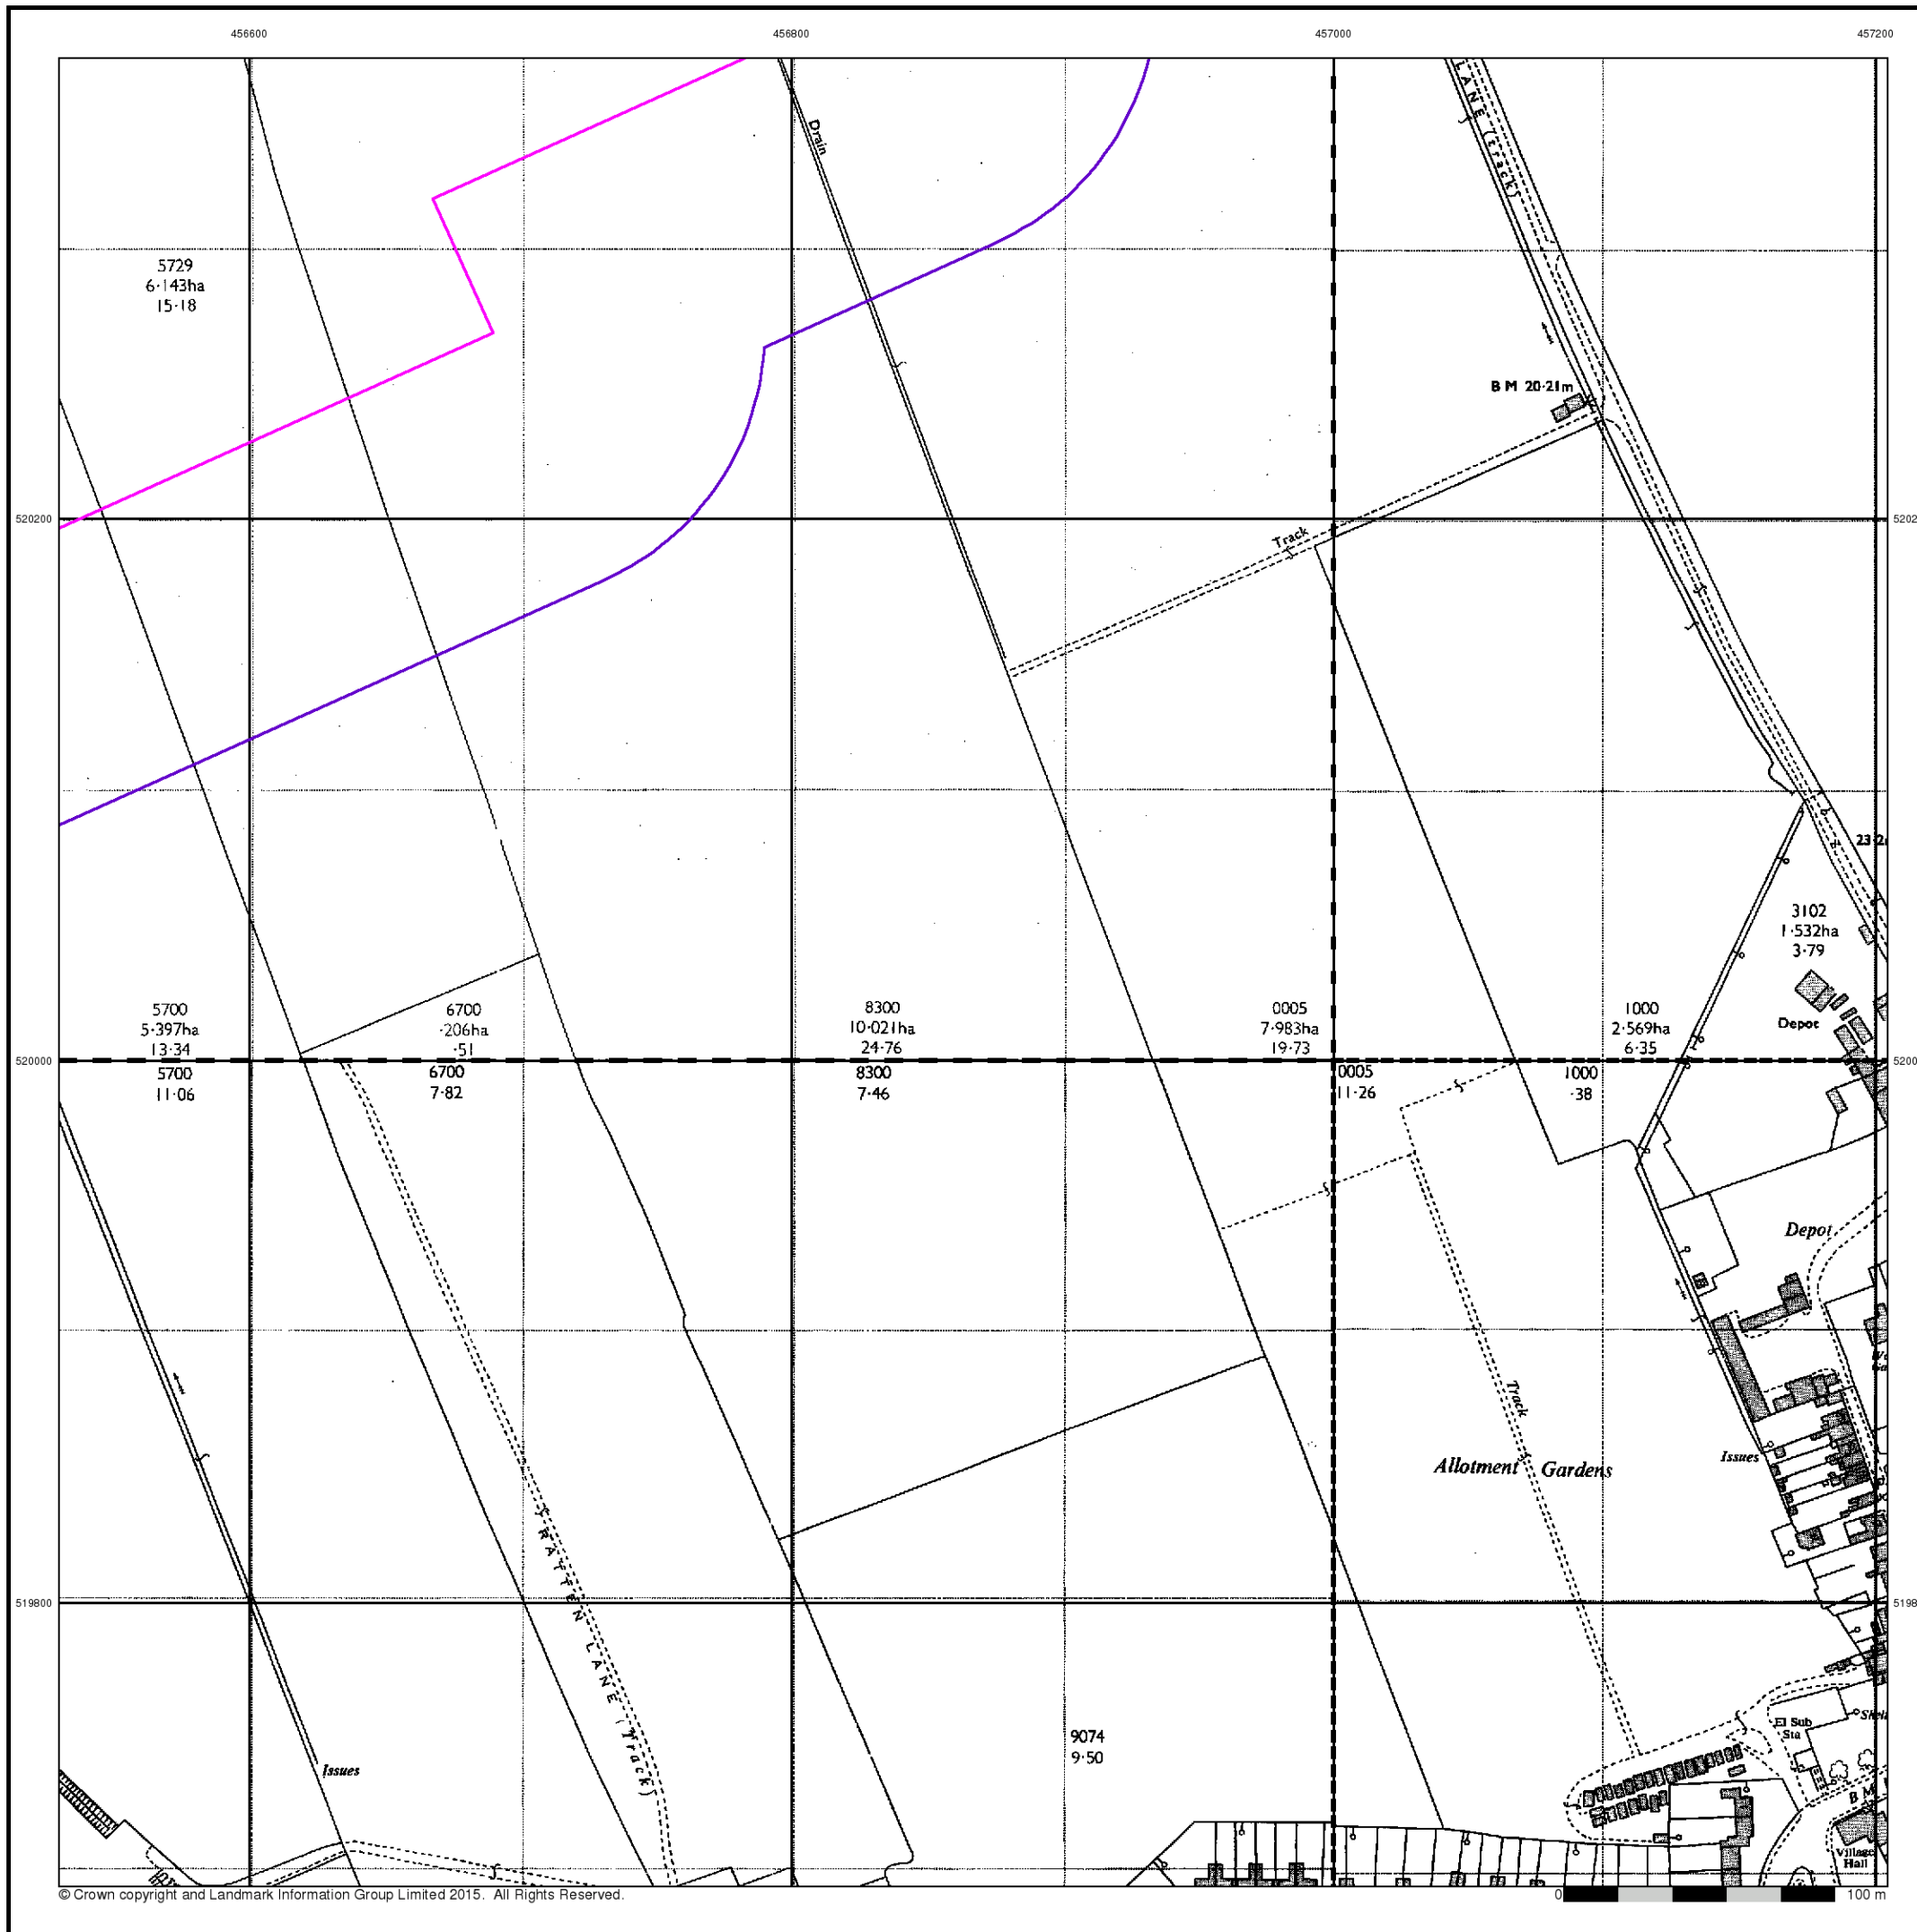 456600
456800
457000
457200
LANE (Track)
Drain
5729
6·143ha
15·18
B M 20·21m
520200
5202
Track
23·2
3102
1·532ha
3·79
5700
5·397ha
13·34
6700
·206ha
·51
8300
10·021ha
24·76
0005
7·983ha
19·73
1000
2·569ha
6·35
Depot
520000
5200
5700
11·06
6700
7·82
8300
7·46
0005
11·26
1000
·38
Depot
Track
Allotment Gardens
Issues
TRATTEN LANE (Track)
519800
5198
9074
9·50
El Sub
Sta
Issues
B M
Village
Hall
© Crown copyright and Landmark Information Group Limited 2015. All Rights Reserved.
0
100 m